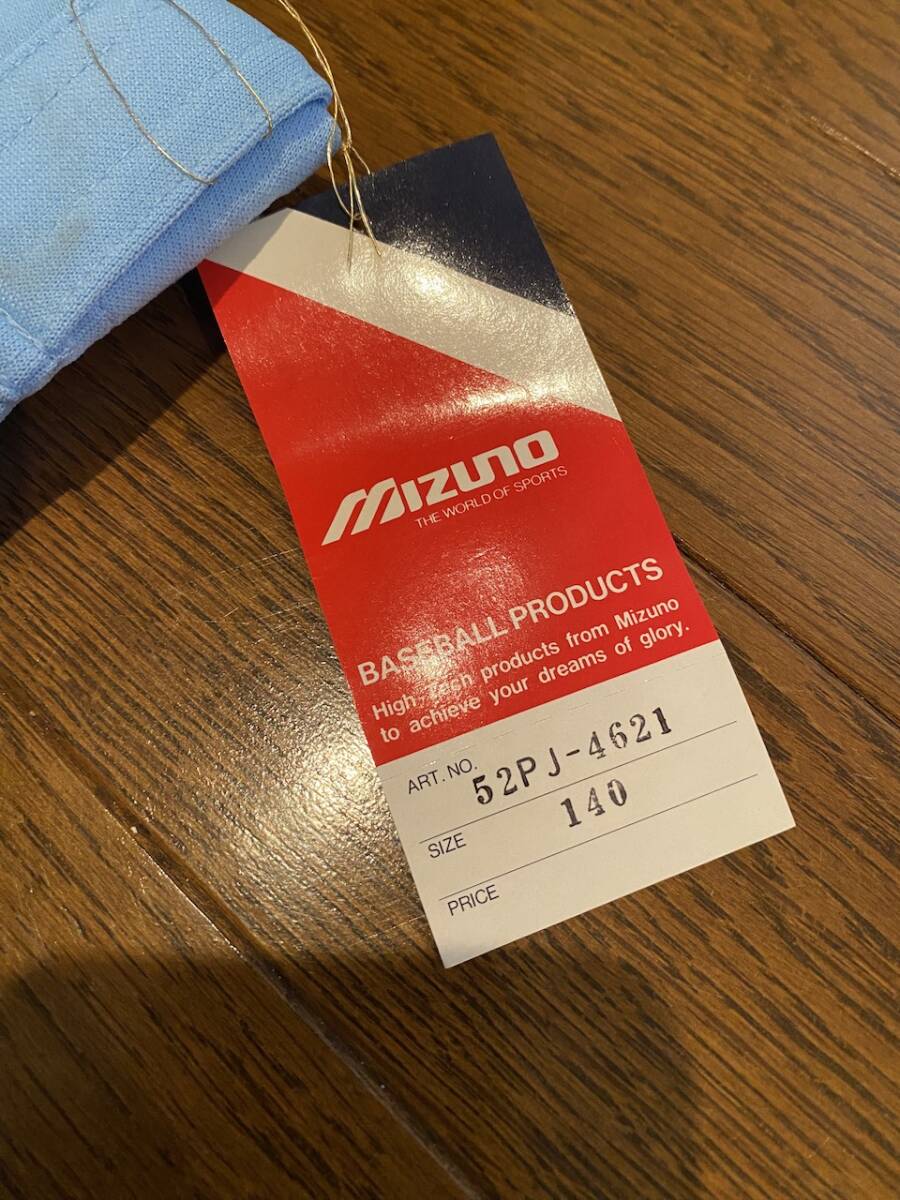 MIZUNO
THE WORLD OF SPORTS
BASEBALL PRODUCTS
High Tech products from Mizuno
to achieve your dreams of glory.
ART. NO. 52PJ-4621
SIZE 140
PRICE